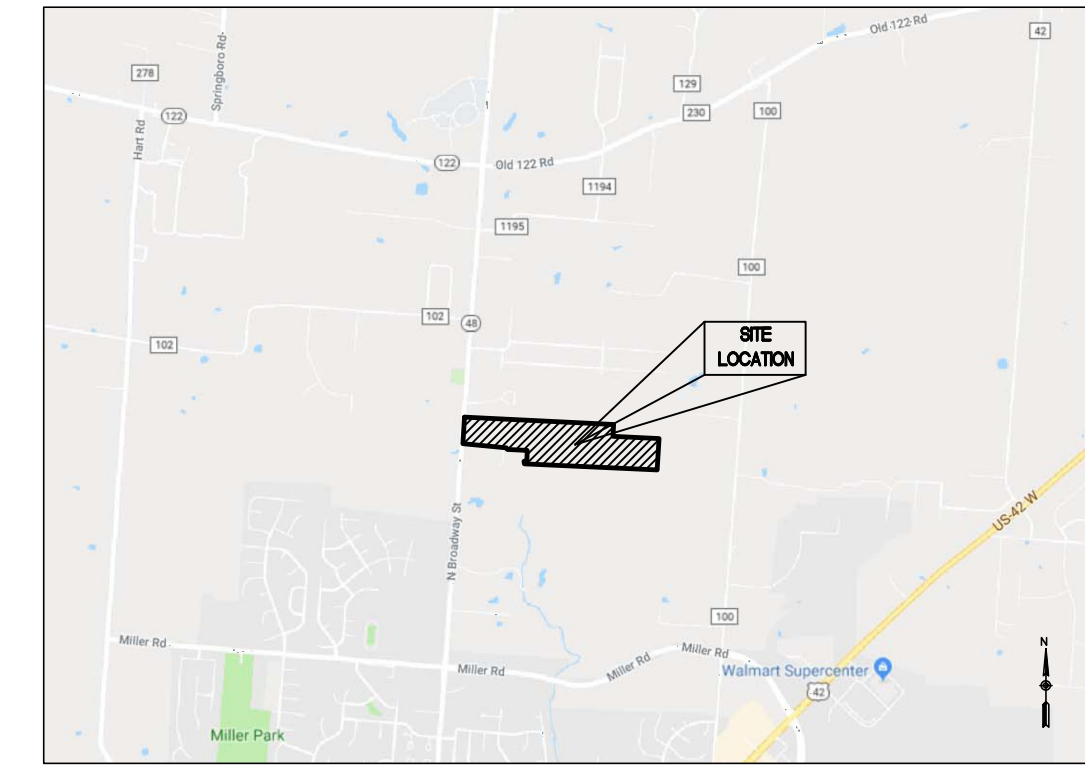 Old 122 Rd
42
278
Springboro Rd
129
122
230
100
Hart Rd
122
Old 122 Rd
1194
1195
100
102
48
102
SITE
LOCATION
US-42 W
N Broadway St
100
N
Miller Rd
Miller Rd
Miller Rd
Miller Rd
Walmart Supercenter
42
Miller Park